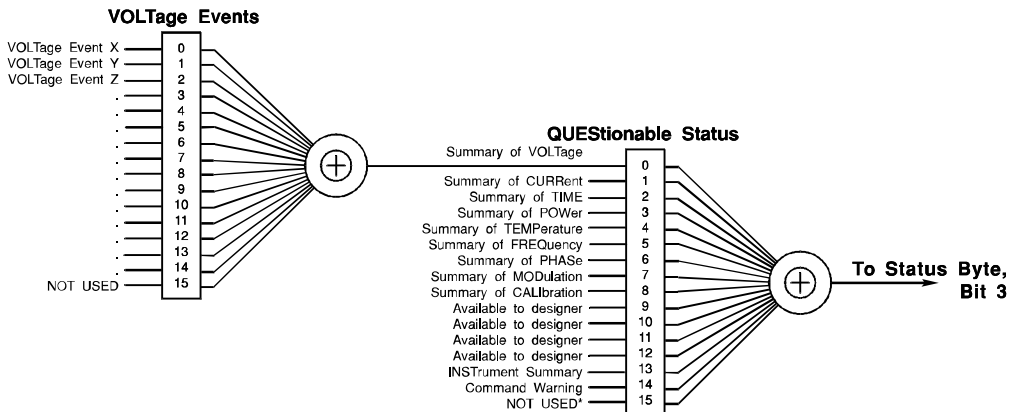 VOLTage Events
VOLTage Event X 0
VOLTage Event Y 1
VOLTage Event Z 2
. 3
. 4
. 5
. 6
. 7
. 8
. 9
. 10
. 11
. 12
. 13
. 14
NOT USED 15
QUEStionable Status
Summary of VOLTage 0
Summary of CURRent 1
Summary of TIME 2
Summary of POWer 3
Summary of TEMPerature 4
Summary of FREQuency 5
Summary of PHASe 6
Summary of MODulation 7
Summary of CALIbration 8
Available to designer 9
Available to designer 10
Available to designer 11
Available to designer 12
INSTrument Summary 13
Command Warning 14
NOT USED* 15
To Status Byte,
Bit 3